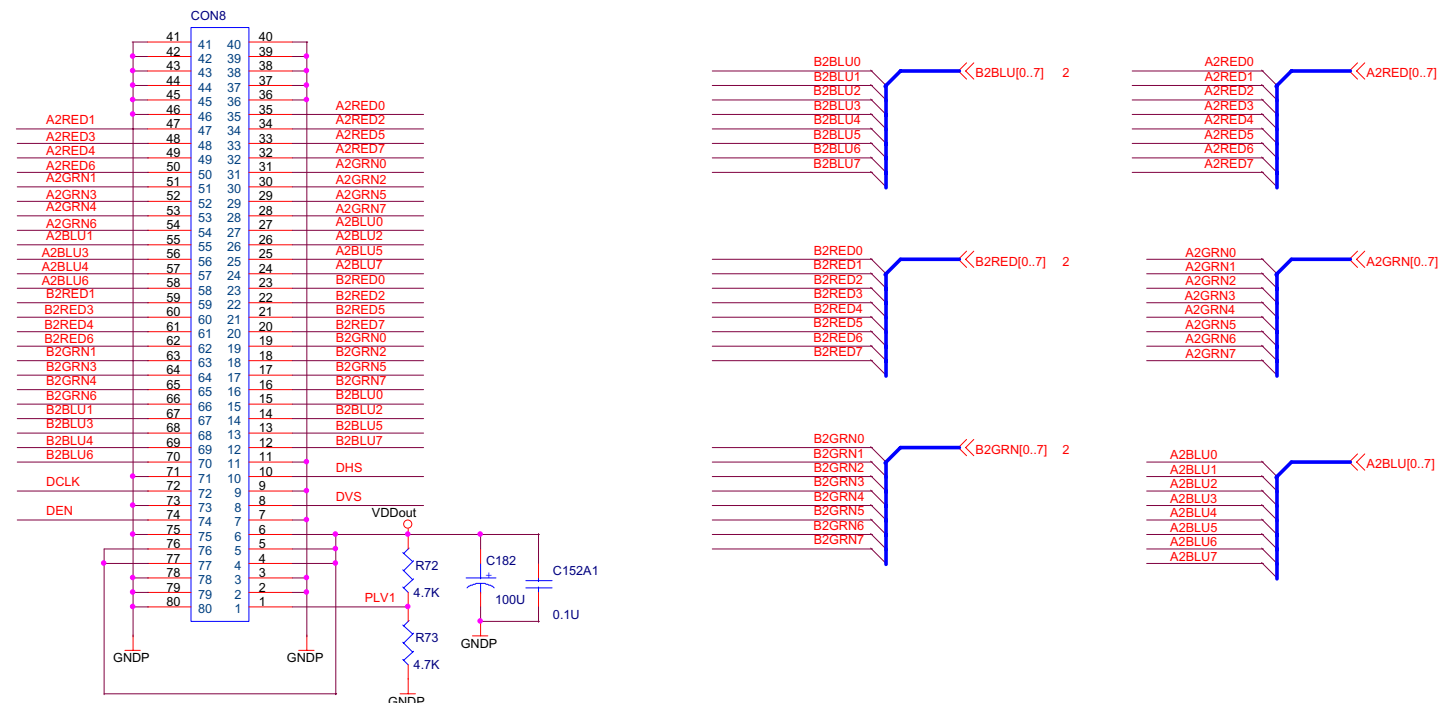 CON8
41 41 40 40
42 42 39 39
43 43 38 38
44 44 37 37
45 45 36 36
46 46 35 35 A2RED0
A2RED1 47 47 34 34 A2RED2
A2RED3 48 48 33 33 A2RED5
A2RED4 49 49 32 32 A2RED7
A2RED6 50 50 31 31 A2GRN0
A2GRN1 51 51 30 30 A2GRN2
A2GRN3 52 52 29 29 A2GRN5
A2GRN4 53 53 28 28 A2GRN7
A2GRN6 54 54 27 27 A2BLU0
A2BLU1 55 55 26 26 A2BLU2
A2BLU3 56 56 25 25 A2BLU5
A2BLU4 57 57 24 24 A2BLU7
A2BLU6 58 58 23 23 B2RED0
B2RED1 59 59 22 22 B2RED2
B2RED3 60 60 21 21 B2RED5
B2RED4 61 61 20 20 B2RED7
B2RED6 62 62 19 19 B2GRN0
B2GRN1 63 63 18 18 B2GRN2
B2GRN3 64 64 17 17 B2GRN5
B2GRN4 65 65 16 16 B2GRN7
B2GRN6 66 66 15 15 B2BLU0
B2BLU1 67 67 14 14 B2BLU2
B2BLU3 68 68 13 13 B2BLU5
B2BLU4 69 69 12 12 B2BLU7
B2BLU6 70 70 11 11
71 71 10 10 DHS
DCLK 72 72 9 9
73 73 8 8 DVS
DEN 74 74 7 7
75 75 6 6
76 76 5 5
77 77 4 4
78 78 3 3
79 79 2 2
80 80 1 1 PLV1
GNDP
GNDP
VDDout
R72
4.7K
R73
4.7K
GNDP
C182
+
100U
C152A1
0.1U
GNDP
B2BLU0
B2BLU1
B2BLU2
B2BLU3
B2BLU4
B2BLU5
B2BLU6
B2BLU7
B2BLU[0..7] 2
A2RED0
A2RED1
A2RED2
A2RED3
A2RED4
A2RED5
A2RED6
A2RED7
A2RED[0..7]
B2RED0
B2RED1
B2RED2
B2RED3
B2RED4
B2RED5
B2RED6
B2RED7
B2RED[0..7] 2
A2GRN0
A2GRN1
A2GRN2
A2GRN3
A2GRN4
A2GRN5
A2GRN6
A2GRN7
A2GRN[0..7]
B2GRN0
B2GRN1
B2GRN2
B2GRN3
B2GRN4
B2GRN5
B2GRN6
B2GRN7
B2GRN[0..7] 2
A2BLU0
A2BLU1
A2BLU2
A2BLU3
A2BLU4
A2BLU5
A2BLU6
A2BLU7
A2BLU[0..7]